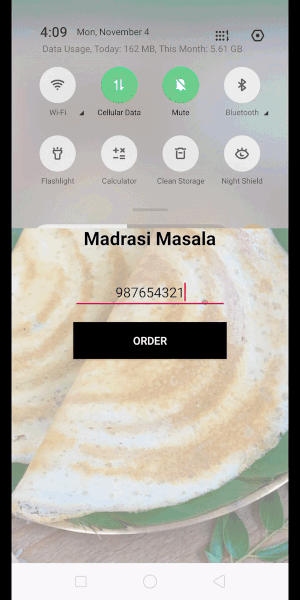 4:09 Mon, November 4
Data Usage, Today: 162 MB, This Month: 5.61 GB
Wi-Fi Cellular Data Mute Bluetooth
Flashlight Calculator Clean Storage Night Shield
Madrasi Masala
987654321
ORDER